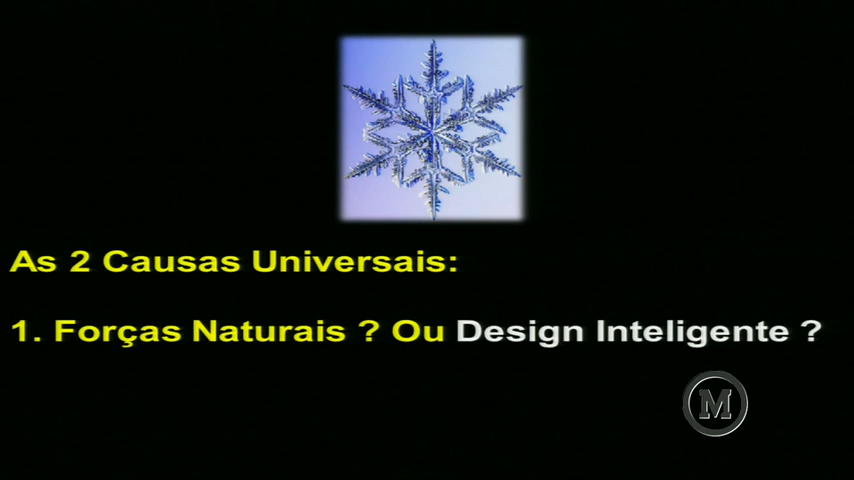 As 2 Causas Universais:
1. Forças Naturais ? Ou Design Inteligente ?
M